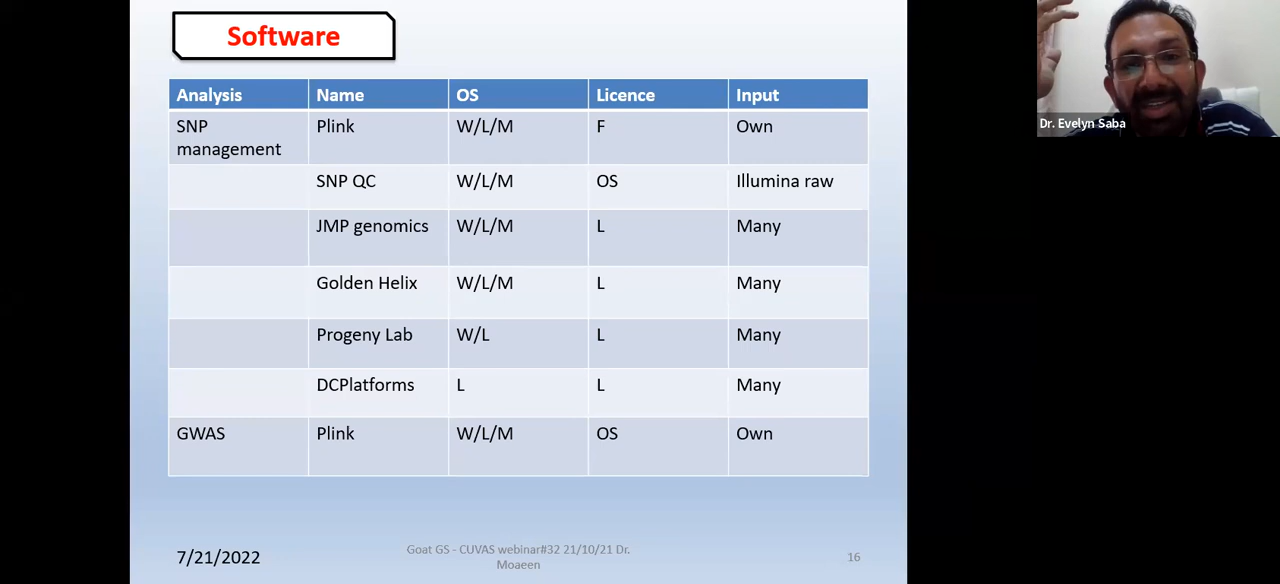 Software
Analysis Name OS Licence Input
SNP Plink W/L/M F Own
management
SNP QC W/L/M OS Illumina raw
JMP genomics W/L/M L Many
Golden Helix W/L/M L Many
Progeny Lab W/L L Many
DCPlatforms L L Many
GWAS Plink W/L/M OS Own
7/21/2022
Goat GS - CUVAS webinar#32 21/10/21 Dr.
Moaeen
16
Dr. Evelyn Saba